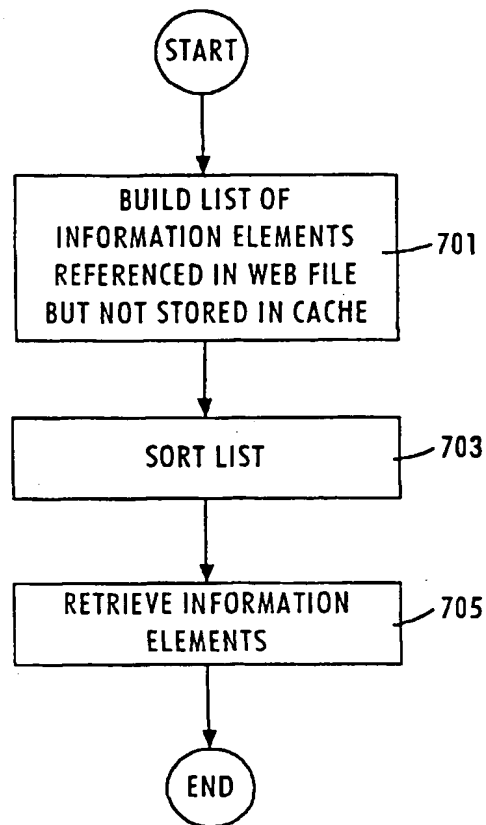 START
BUILD LIST OF
INFORMATION ELEMENTS
REFERENCED IN WEB FILE
BUT NOT STORED IN CACHE
701
SORT LIST
703
RETRIEVE INFORMATION
ELEMENTS
705
END